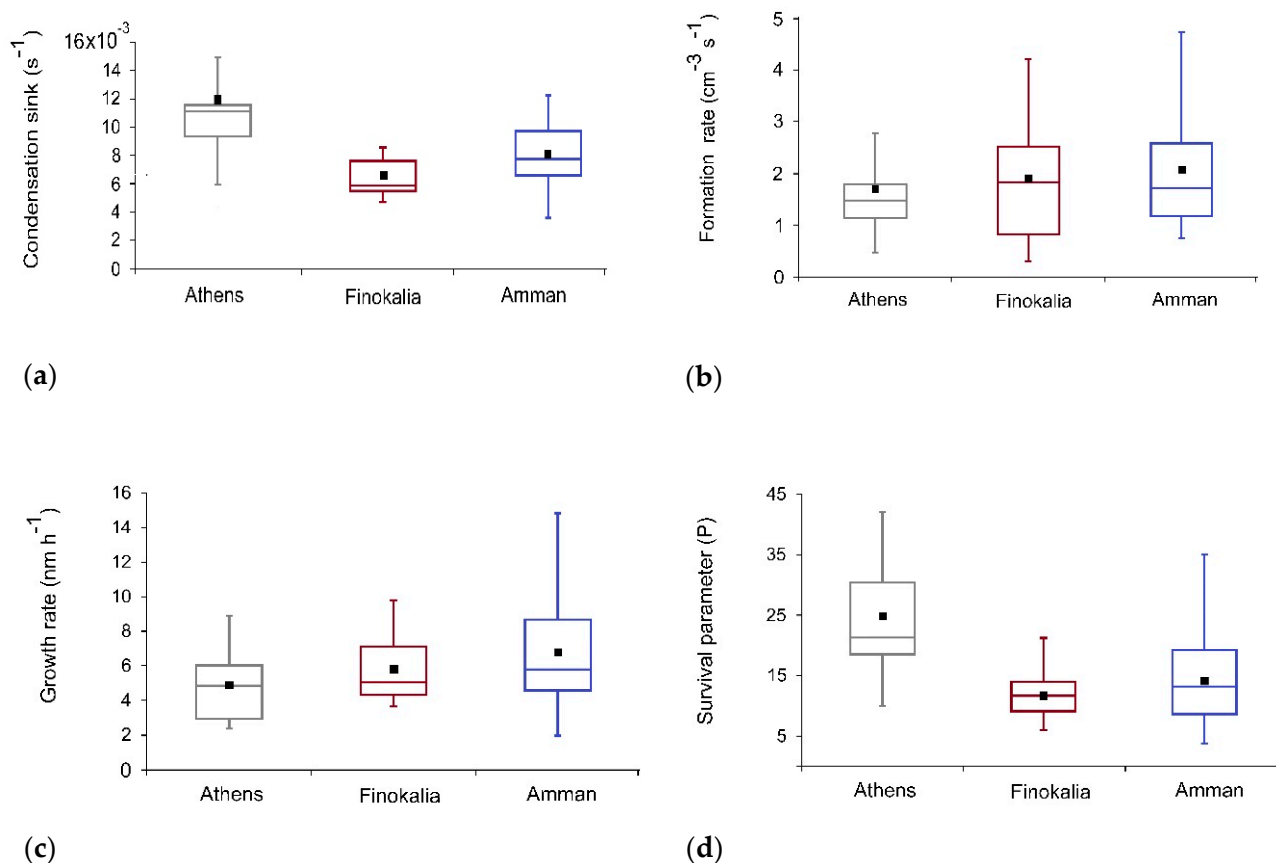 Condensation sink (s⁻¹)
16x10⁻³
14
12
10
8
6
4
2
0
Athens Finokalia Amman
(a)
Formation rate (cm⁻³ s⁻¹)
5
4
3
2
1
0
Athens Finokalia Amman
(b)
Growth rate (nm h⁻¹)
16
14
12
10
8
6
4
2
0
Athens Finokalia Amman
(c)
Survival parameter (P)
45
35
25
15
5
Athens Finokalia Amman
(d)